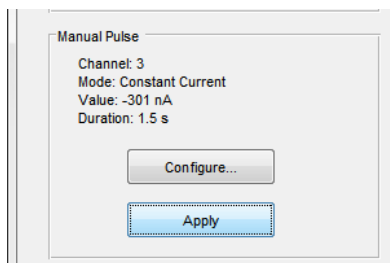 Manual Pulse
Channel: 3
Mode: Constant Current
Value: -301 nA
Duration: 1.5 s
Configure...
Apply